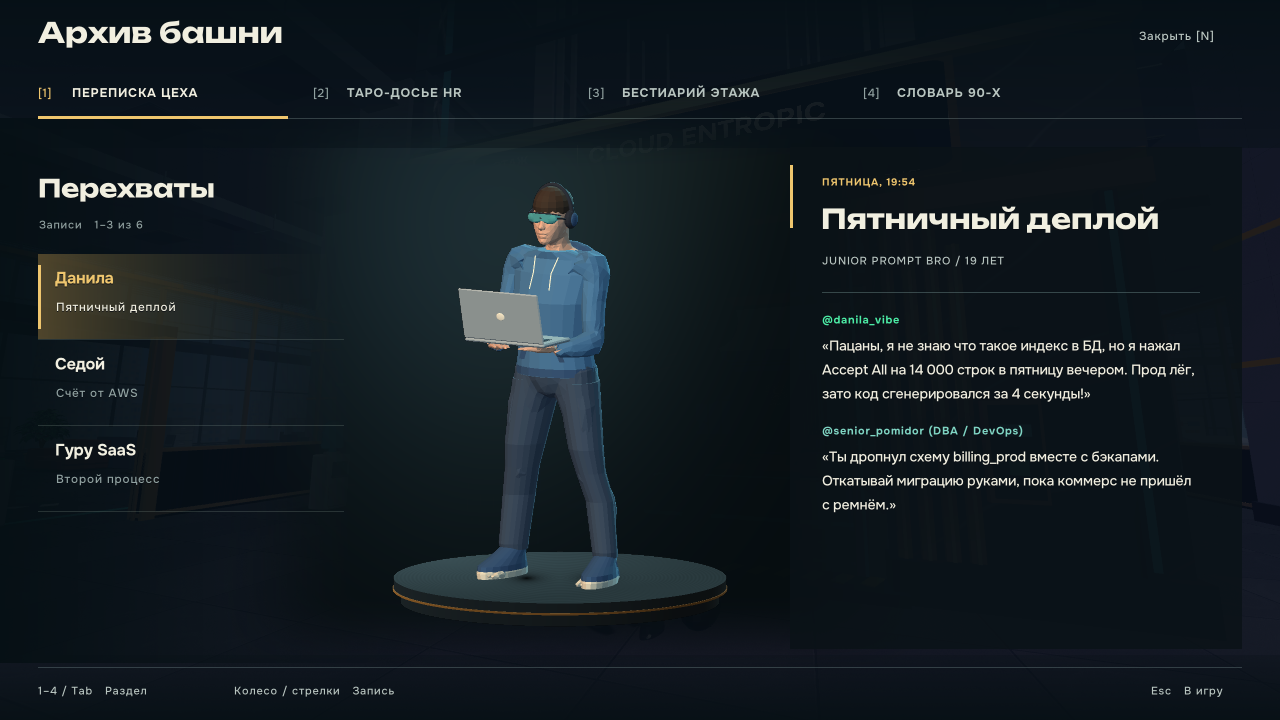 Архив башни
Закрыть [N]
[1] ПЕРЕПИСКА ЦЕХА
[2] ТАРО-ДОСЬЕ HR
[3] БЕСТИАРИЙ ЭТАЖА
[4] СЛОВАРЬ 90-Х
CLOUD ENTROPIC
Перехваты
Записи 1–3 из 6
Данила
Пятничный деплой
Седой
Счёт от AWS
Гуру SaaS
Второй процесс
ПЯТНИЦА, 19:54
Пятничный деплой
JUNIOR PROMPT BRO / 19 ЛЕТ
@danila_vibe
«Пацаны, я не знаю что такое индекс в БД, но я нажал
Accept All на 14 000 строк в пятницу вечером. Прод лёг,
зато код сгенерировался за 4 секунды!»
@senior_pomidor (DBA / DevOps)
«Ты дропнул схему billing_prod вместе с бэкапами.
Откатывай миграцию руками, пока коммерс не пришёл
с ремнём.»
1–4 / Tab Раздел
Колесо / стрелки Запись
Esc В игру